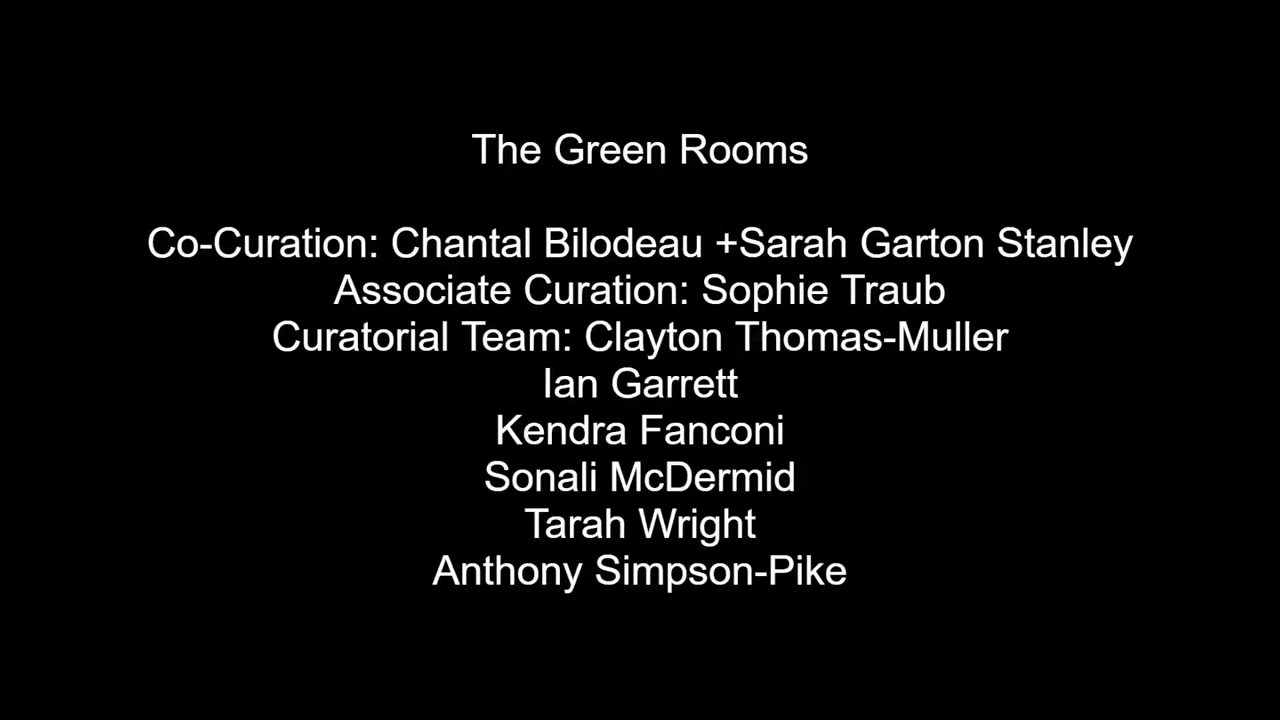 The Green Rooms
Co-Curation: Chantal Bilodeau +Sarah Garton Stanley
Associate Curation: Sophie Traub
Curatorial Team: Clayton Thomas-Muller
Ian Garrett
Kendra Fanconi
Sonali McDermid
Tarah Wright
Anthony Simpson-Pike